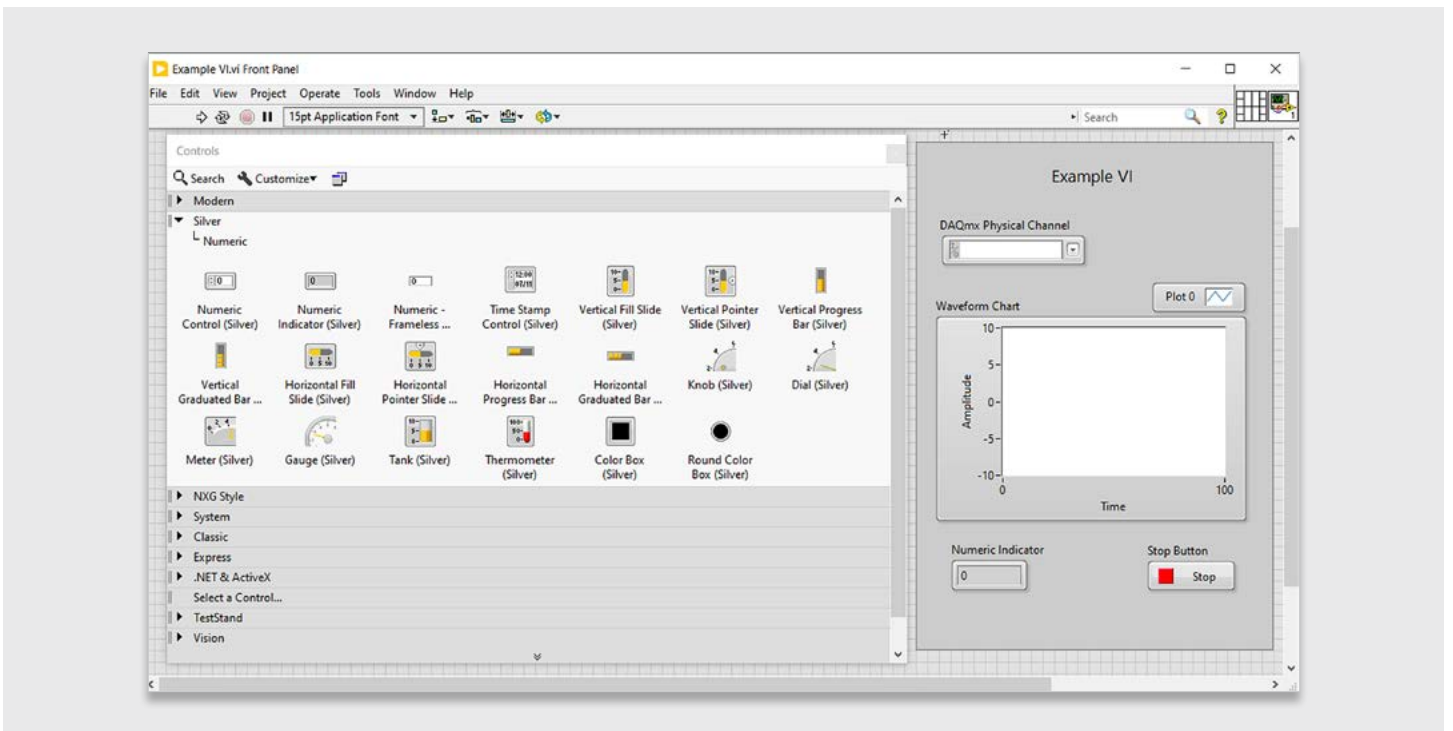 Example VI.vi Front Panel
File Edit View Project Operate Tools Window Help
15pt Application Font
Search
Controls
Search Customize
Modern
Silver
Numeric
Numeric Control (Silver)
Numeric Indicator (Silver)
Numeric - Frameless ...
Time Stamp Control (Silver)
Vertical Fill Slide (Silver)
Vertical Pointer Slide (Silver)
Vertical Progress Bar (Silver)
Vertical Graduated Bar ...
Horizontal Fill Slide (Silver)
Horizontal Pointer Slide ...
Horizontal Progress Bar ...
Horizontal Graduated Bar ...
Knob (Silver)
Dial (Silver)
Meter (Silver)
Gauge (Silver)
Tank (Silver)
Thermometer (Silver)
Color Box (Silver)
Round Color Box (Silver)
NXG Style
System
Classic
Express
.NET & ActiveX
Select a Control...
TestStand
Vision
Example VI
DAQmx Physical Channel
Waveform Chart
Plot 0
Amplitude
10
5
0
-5
-10
0 100
Time
Numeric Indicator
0
Stop Button
Stop